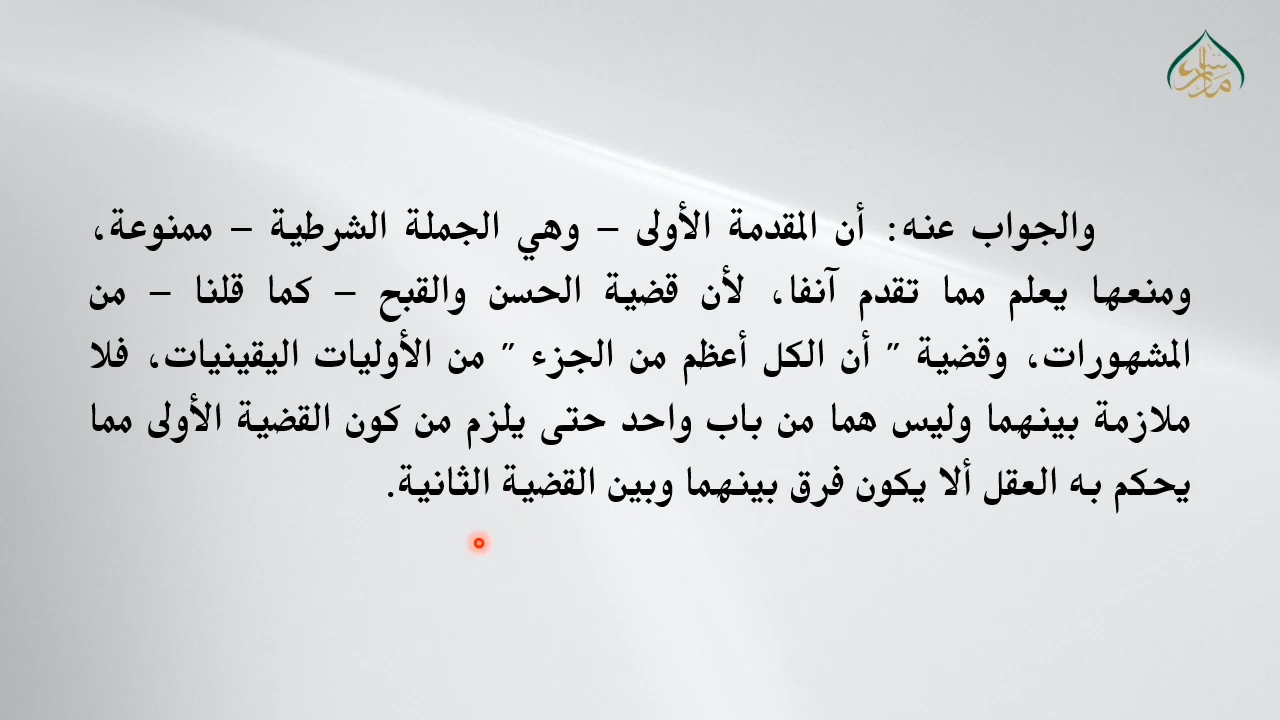 والجواب عنه: أن المقدمة الأولى – وهي الجملة الشرطية – ممنوعة،
ومنعها يعلم مما تقدم آنفا، لأن قضية الحسن والقبح – كما قلنا – من
المشهورات، وقضية " أن الكل أعظم من الجزء " من الأوليات اليقينيات، فلا
ملازمة بينهما وليس هما من باب واحد حتى يلزم من كون القضية الأولى مما
يحكم به العقل ألا يكون فرق بينهما وبين القضية الثانية.